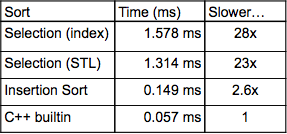 Sort Time (ms) Slower…
Selection (index) 1.578 ms 28x
Selection (STL) 1.314 ms 23x
Insertion Sort 0.149 ms 2.6x
C++ builtin 0.057 ms 1